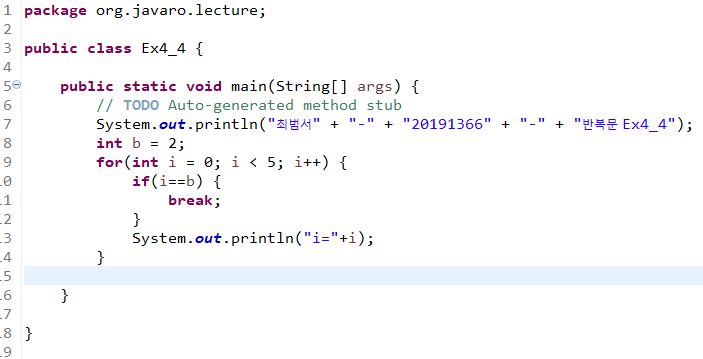 1 package org.javaro.lecture;
2
3 public class Ex4_4 {
4
5 public static void main(String[] args) {
6 // TODO Auto-generated method stub
7 System.out.println("최범서" + "-" + "20191366" + "-" + "반복문 Ex4_4");
8 int b = 2;
9 for(int i = 0; i < 5; i++) {
.0 if(i==b) {
.1 break;
.2 }
.3 System.out.println("i="+i);
.4 }
.5
.6 }
.7
.8 }
.9